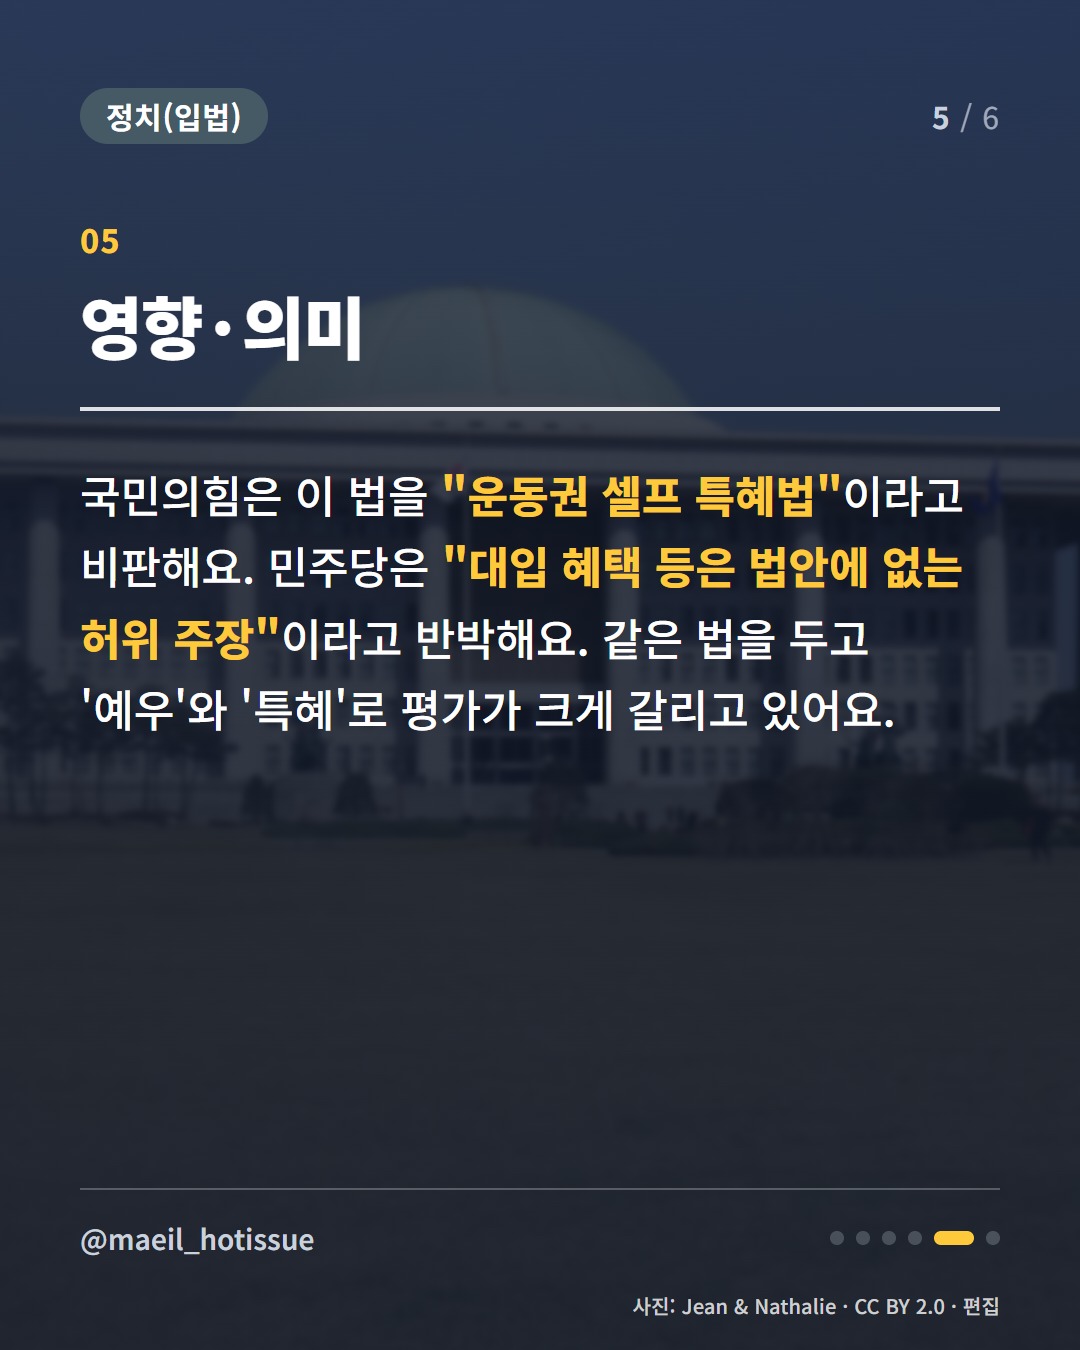 정치(입법)
5 / 6
05
영향·의미
국민의힘은 이 법을 "운동권 셀프 특혜법"이라고
비판해요. 민주당은 "대입 혜택 등은 법안에 없는
허위 주장"이라고 반박해요. 같은 법을 두고
'예우'와 '특혜'로 평가가 크게 갈리고 있어요.
@maeil_hotissue
사진: Jean & Nathalie · CC BY 2.0 · 편집